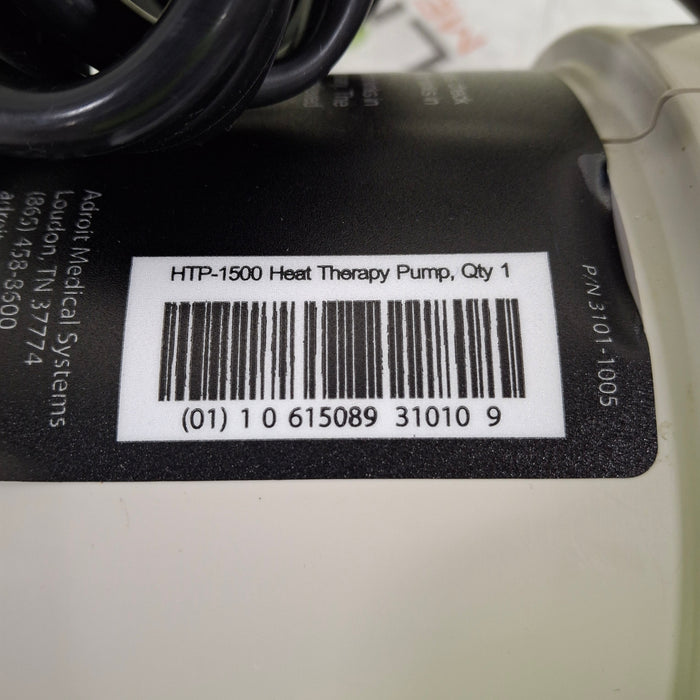 HTP-1500 Heat Therapy Pump, Qty 1
(01) 1 0 615089 31010 9
Adroit Medical Systems
Loudon, TN 37774
(865) 458-8500
P/N 3101-1005